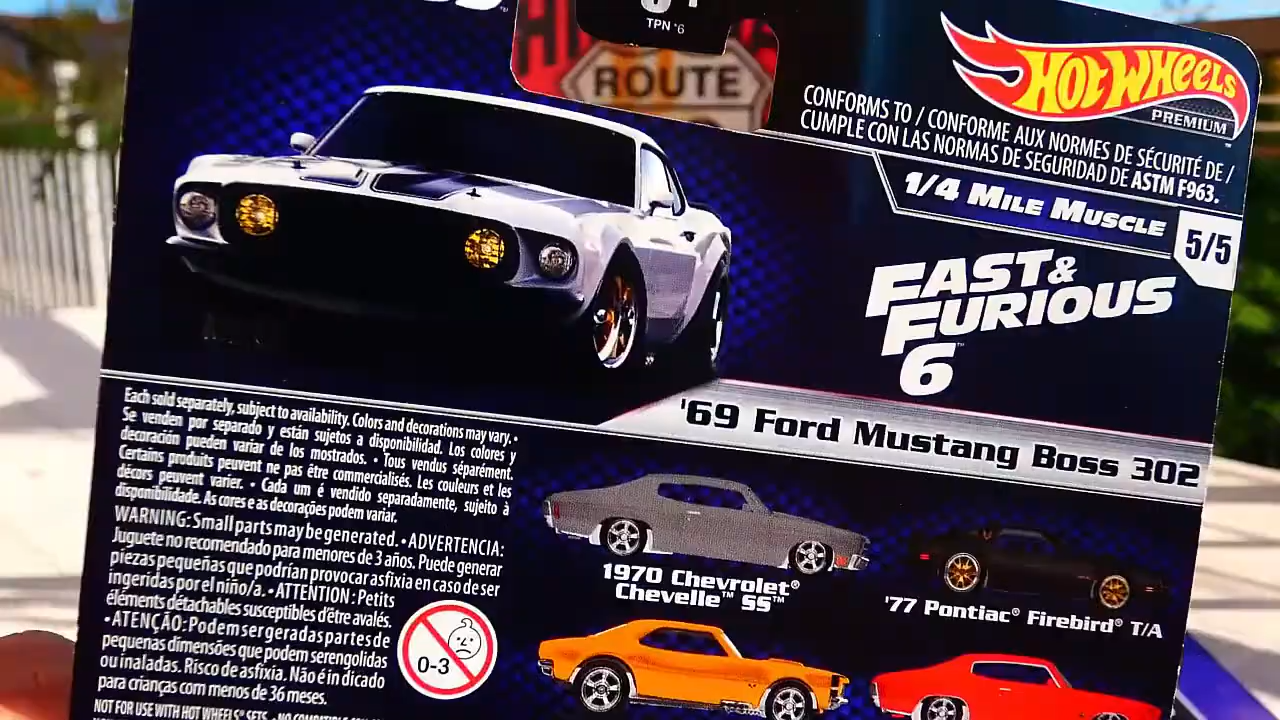 TPN *6
ROUTE
HOT WHEELS
PREMIUM™
CONFORMS TO / CONFORME AUX NORMES DE SÉCURITÉ DE /
CUMPLE CON LAS NORMAS DE SEGURIDAD DE ASTM F963.
1/4 MILE MUSCLE
5/5
FAST &
FURIOUS
6™
'69 Ford Mustang Boss 302
Each sold separately, subject to availability. Colors and decorations may vary. •
Se venden por separado y están sujetos a disponibilidad. Los colores y
decoración pueden variar de los mostrados. • Tous vendus séparément.
Certains produits peuvent ne pas être commercialisés. Les couleurs et les
décors peuvent varier. • Cada um é vendido separadamente, sujeito à
disponibilidade. As cores e as decorações podem variar.
WARNING: Small parts may be generated. • ADVERTENCIA:
Juguete no recomendado para menores de 3 años. Puede generar
piezas pequeñas que podrían provocar asfixia en caso de ser
ingeridas por el niño/a. • ATTENTION : Petits
éléments détachables susceptibles d'être avalés.
• ATENÇÃO: Podem ser geradas partes de
pequenas dimensões que podem ser engolidas
ou inaladas. Risco de asfixia. Não é indicado
para crianças com menos de 36 meses.
NOT FOR USE WITH HOT WHEELS® SETS.
0-3
1970 Chevrolet®
Chevelle™ SS™
'77 Pontiac® Firebird® T/A